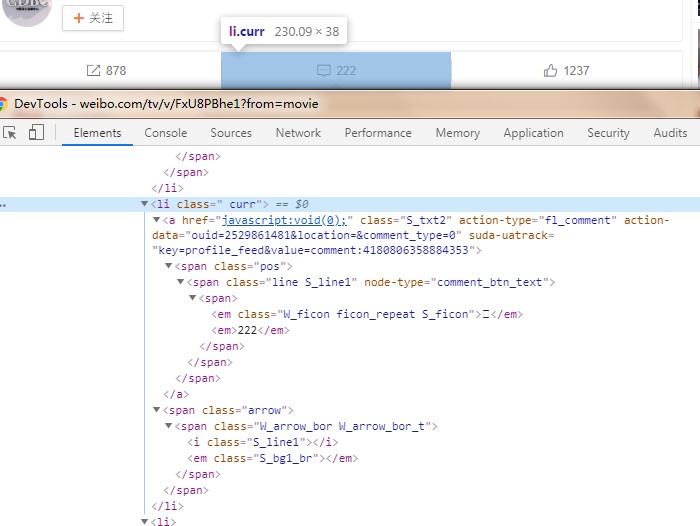 CDBC
+ 关注
li.curr 230.09 × 38
878
222
1237
DevTools - weibo.com/tv/v/FxU8PBhe1?from=movie
Elements Console Sources Network Performance Memory Application Security Audits
</span>
</span>
</li>
<li class=" curr"> == $0
<a href="javascript:void(0);" class="S_txt2" action-type="fl_comment" action-
data="ouid=2529861481&location=&comment_type=0" suda-uatrack=
"key=profile_feed&value=comment:4180806358884353">
<span class="pos">
<span class="line S_line1" node-type="comment_btn_text">
<span>
<em class="W_ficon ficon_repeat S_ficon"></em>
<em>222</em>
</span>
</span>
</span>
</a>
<span class="arrow">
<span class="W_arrow_bor W_arrow_bor_t">
<i class="S_line1"></i>
<em class="S_bg1_br"></em>
</span>
</span>
</li>
<li>